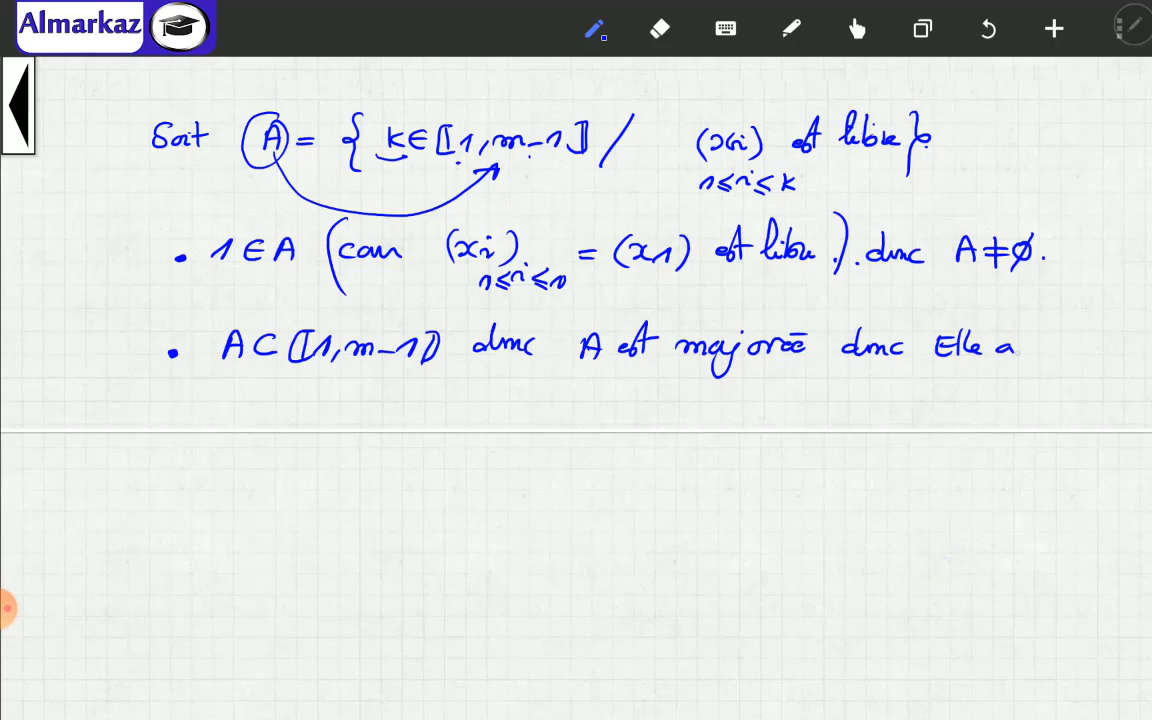 Almarkaz
Soit A = { k ∈ ⟦1, m-1⟧ / (xi) est libre }
1 ≤ i ≤ k
• 1 ∈ A ( car (xi) = (x1) est libre ). donc A ≠ ∅.
1 ≤ i ≤ 1
• A ⊂ ⟦1, m-1⟧ donc A est majorée donc Elle a